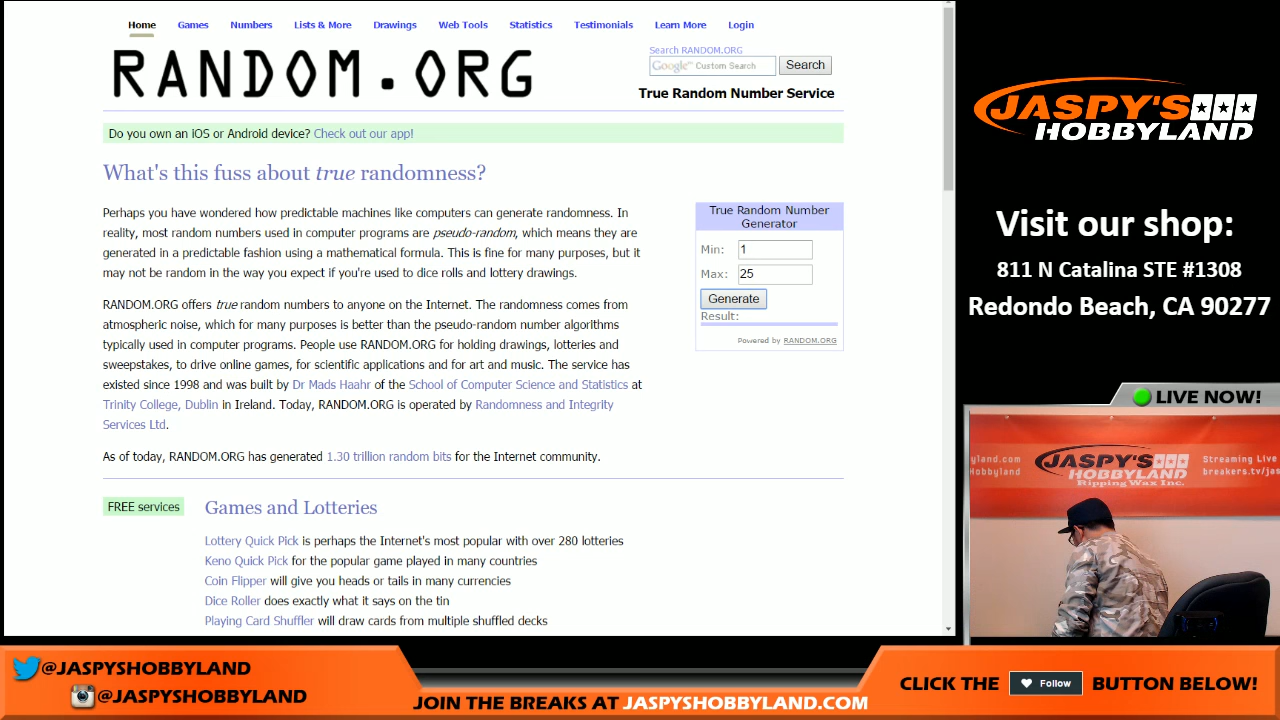 Home Games Numbers Lists & More Drawings Web Tools Statistics Testimonials Learn More Login
RANDOM.ORG
Search RANDOM.ORG
Google™ Custom Search Search
True Random Number Service
Do you own an iOS or Android device? Check out our app!
What's this fuss about true randomness?
Perhaps you have wondered how predictable machines like computers can generate randomness. In
reality, most random numbers used in computer programs are pseudo-random, which means they are
generated in a predictable fashion using a mathematical formula. This is fine for many purposes, but it
may not be random in the way you expect if you're used to dice rolls and lottery drawings.
RANDOM.ORG offers true random numbers to anyone on the Internet. The randomness comes from
atmospheric noise, which for many purposes is better than the pseudo-random number algorithms
typically used in computer programs. People use RANDOM.ORG for holding drawings, lotteries and
sweepstakes, to drive online games, for scientific applications and for art and music. The service has
existed since 1998 and was built by Dr Mads Haahr of the School of Computer Science and Statistics at
Trinity College, Dublin in Ireland. Today, RANDOM.ORG is operated by Randomness and Integrity
Services Ltd.
As of today, RANDOM.ORG has generated 1.30 trillion random bits for the Internet community.
True Random Number
Generator
Min: 1
Max: 25
Generate
Result:
Powered by RANDOM.ORG
FREE services
Games and Lotteries
Lottery Quick Pick is perhaps the Internet's most popular with over 280 lotteries
Keno Quick Pick for the popular game played in many countries
Coin Flipper will give you heads or tails in many currencies
Dice Roller does exactly what it says on the tin
Playing Card Shuffler will draw cards from multiple shuffled decks
JASPY'S
HOBBYLAND
Visit our shop:
811 N Catalina STE #1308
Redondo Beach, CA 90277
LIVE NOW!
yland.com
Hobbyland
JASPY'S
HOBBYLAND
Ripping Wax Inc.
Streaming Live
breakers.tv/jas
@JASPYSHOBBYLAND
@JASPYSHOBBYLAND
JOIN THE BREAKS AT JASPYSHOBBYLAND.COM
CLICK THE Follow BUTTON BELOW!